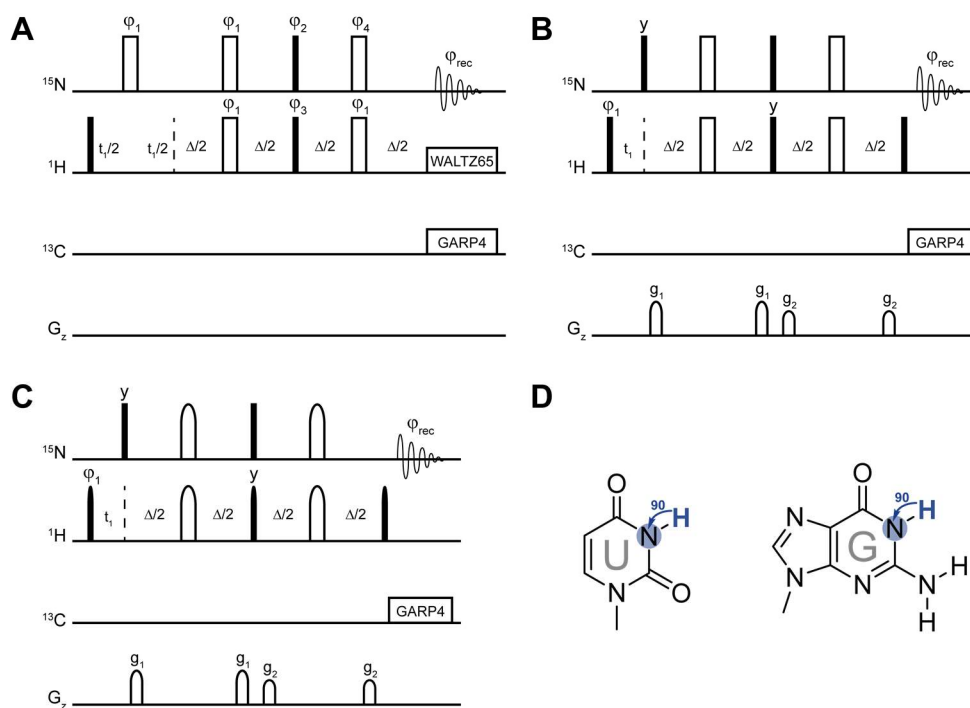 A
φ1 φ1 φ2 φ4
φrec
15N
φ1 φ3 φ1
t1/2 t1/2 Δ/2 Δ/2 Δ/2 Δ/2 WALTZ65
1H
13C GARP4
Gz
B
y
φrec
15N
φ1 y
t1 Δ/2 Δ/2 Δ/2 Δ/2
1H
13C GARP4
g1 g1 g2 g2
Gz
C
y
φrec
15N
φ1 y
t1 Δ/2 Δ/2 Δ/2 Δ/2
1H
13C GARP4
g1 g1 g2 g2
Gz
D
O
90
H
N
U
N
O
O
90
H
N
N
G
N
N
N
H
H